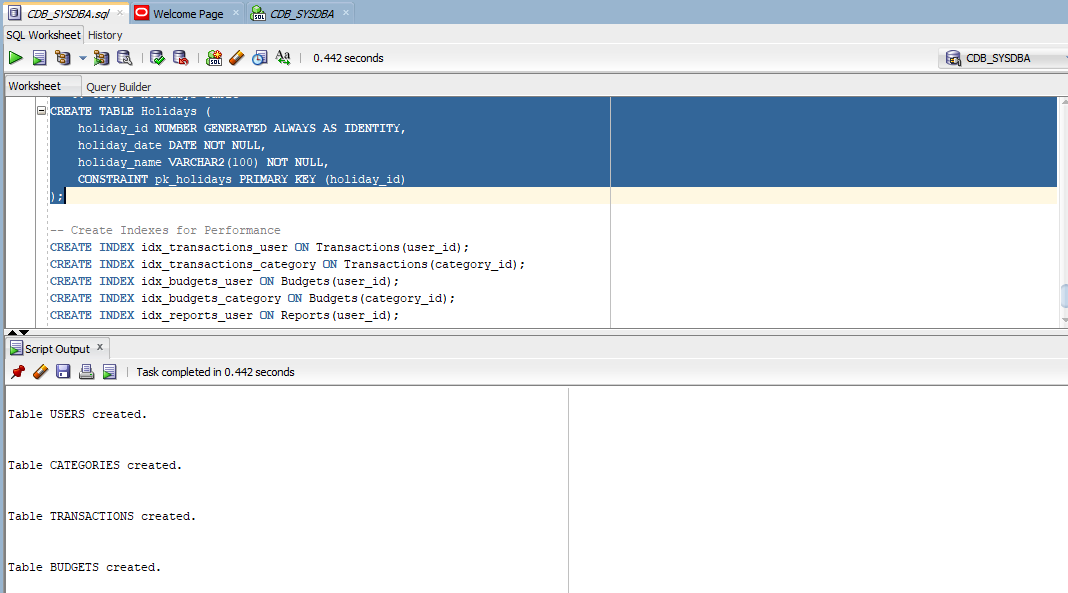 CDB_SYSDBA.sql
Welcome Page
CDB_SYSDBA
SQL Worksheet History
0.442 seconds
CDB_SYSDBA
Worksheet Query Builder
CREATE TABLE Holidays (
holiday_id NUMBER GENERATED ALWAYS AS IDENTITY,
holiday_date DATE NOT NULL,
holiday_name VARCHAR2(100) NOT NULL,
CONSTRAINT pk_holidays PRIMARY KEY (holiday_id)
);
-- Create Indexes for Performance
CREATE INDEX idx_transactions_user ON Transactions(user_id);
CREATE INDEX idx_transactions_category ON Transactions(category_id);
CREATE INDEX idx_budgets_user ON Budgets(user_id);
CREATE INDEX idx_budgets_category ON Budgets(category_id);
CREATE INDEX idx_reports_user ON Reports(user_id);
Script Output
Task completed in 0.442 seconds
Table USERS created.
Table CATEGORIES created.
Table TRANSACTIONS created.
Table BUDGETS created.